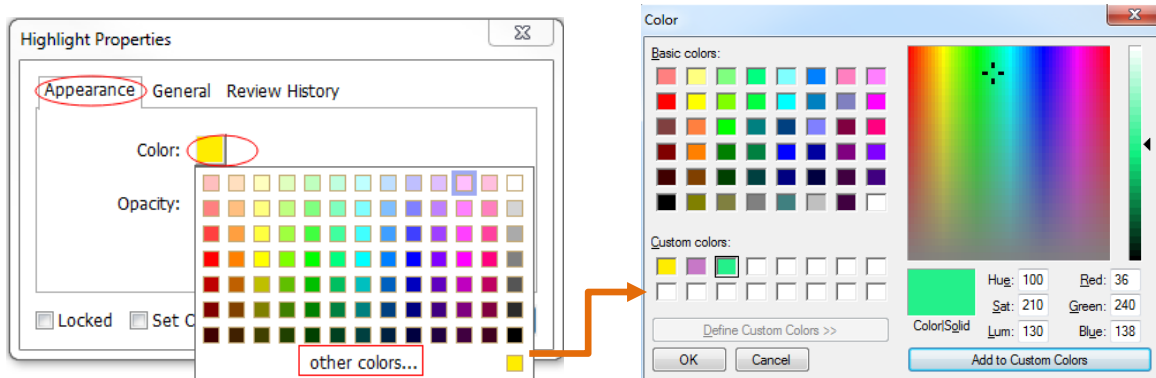 Highlight Properties
Appearance General Review History
Color:
Opacity:
Locked Set C
other colors...
Color
Basic colors:
Custom colors:
Define Custom Colors >>
OK Cancel
Color|Solid
Hue: 100 Red: 36
Sat: 210 Green: 240
Lum: 130 Blue: 138
Add to Custom Colors